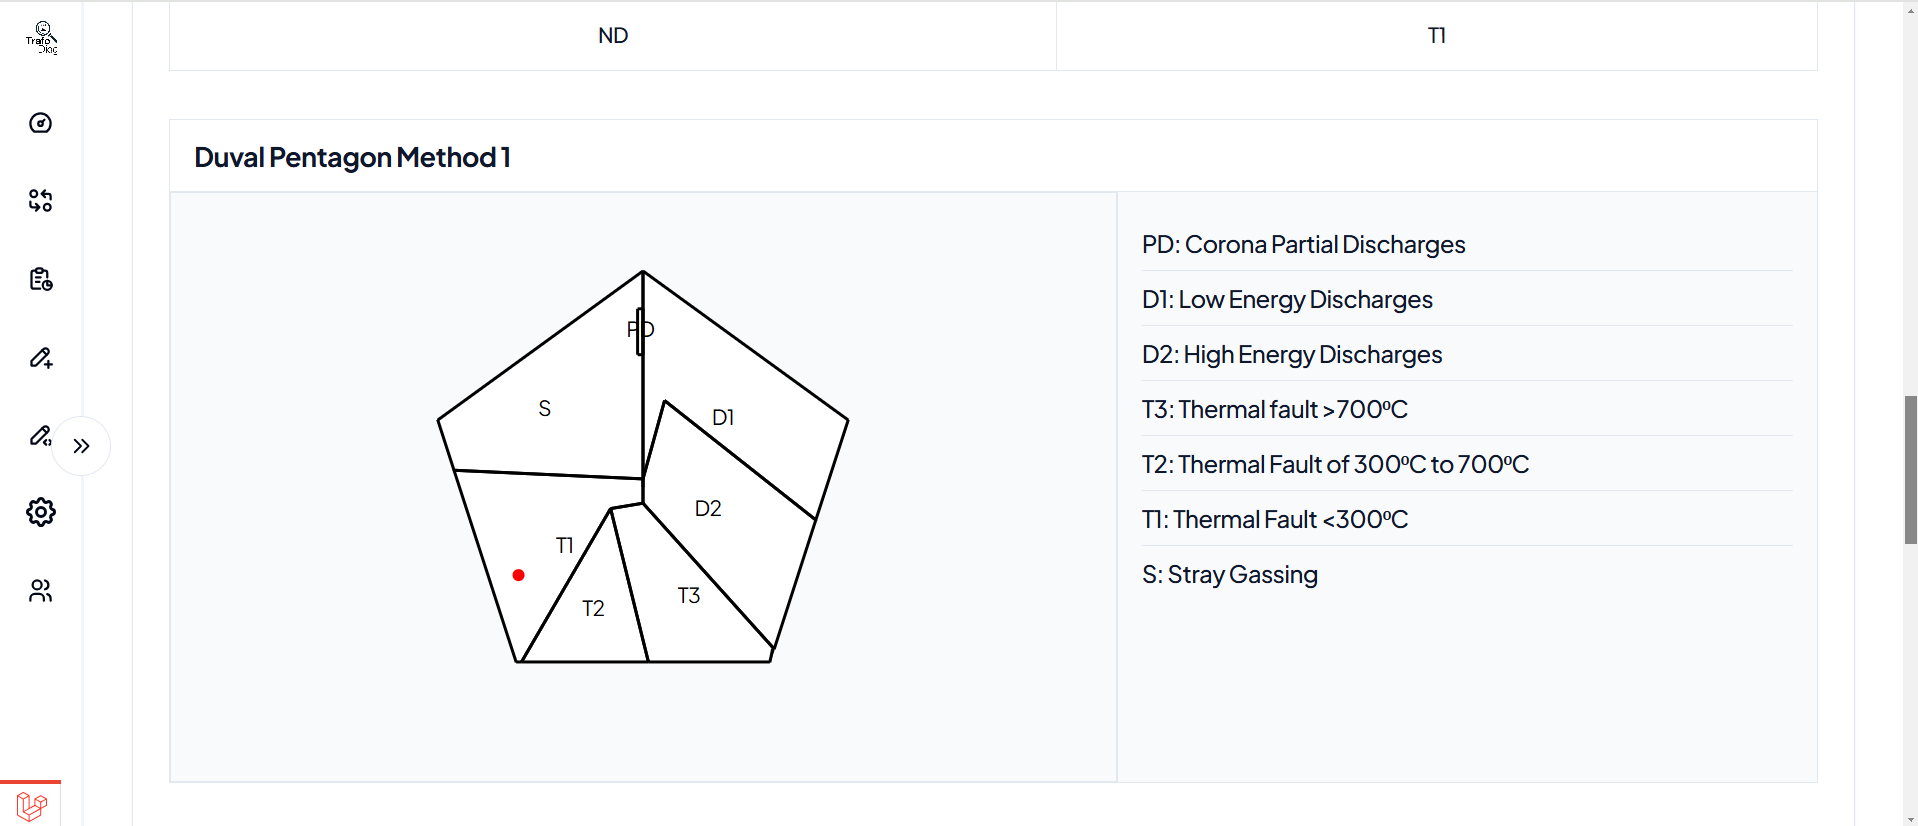 Trafo
Diag
ND
T1
Duval Pentagon Method 1
PD
S
D1
D2
T1
T2
T3
PD: Corona Partial Discharges
D1: Low Energy Discharges
D2: High Energy Discharges
T3: Thermal fault >700ºC
T2: Thermal Fault of 300ºC to 700ºC
T1: Thermal Fault <300ºC
S: Stray Gassing